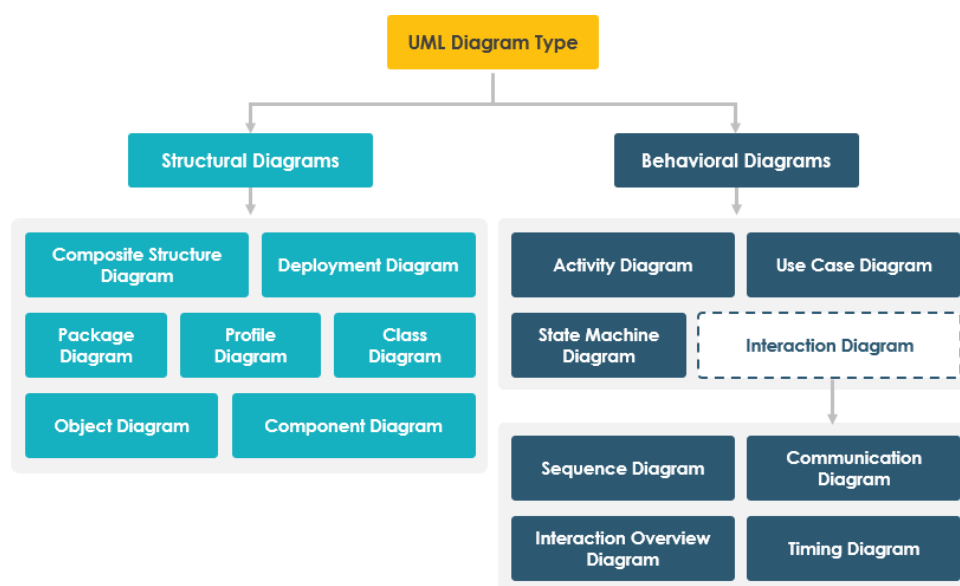 UML Diagram Type
Structural Diagrams
Behavioral Diagrams
Composite Structure
Diagram
Deployment Diagram
Package
Diagram
Profile
Diagram
Class
Diagram
Object Diagram
Component Diagram
Activity Diagram
Use Case Diagram
State Machine
Diagram
Interaction Diagram
Sequence Diagram
Communication
Diagram
Interaction Overview
Diagram
Timing Diagram